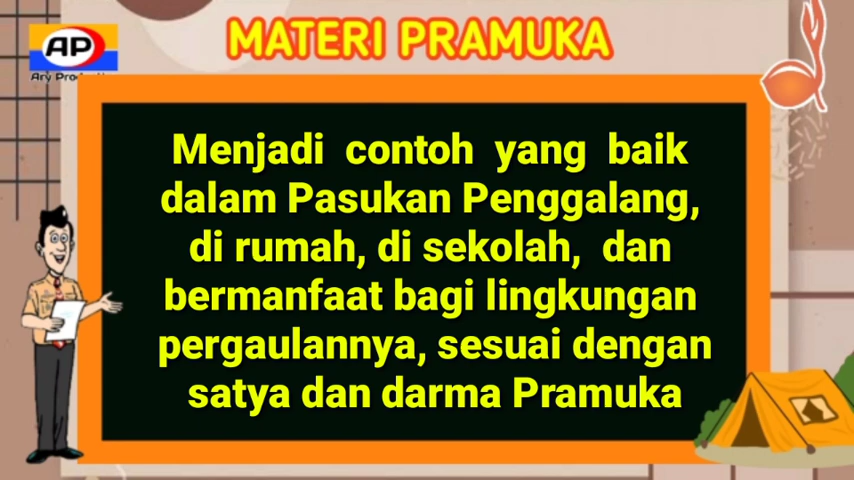 MATERI PRAMUKA
AP
Menjadi contoh yang baik
dalam Pasukan Penggalang,
di rumah, di sekolah, dan
bermanfaat bagi lingkungan
pergaulannya, sesuai dengan
satya dan darma Pramuka